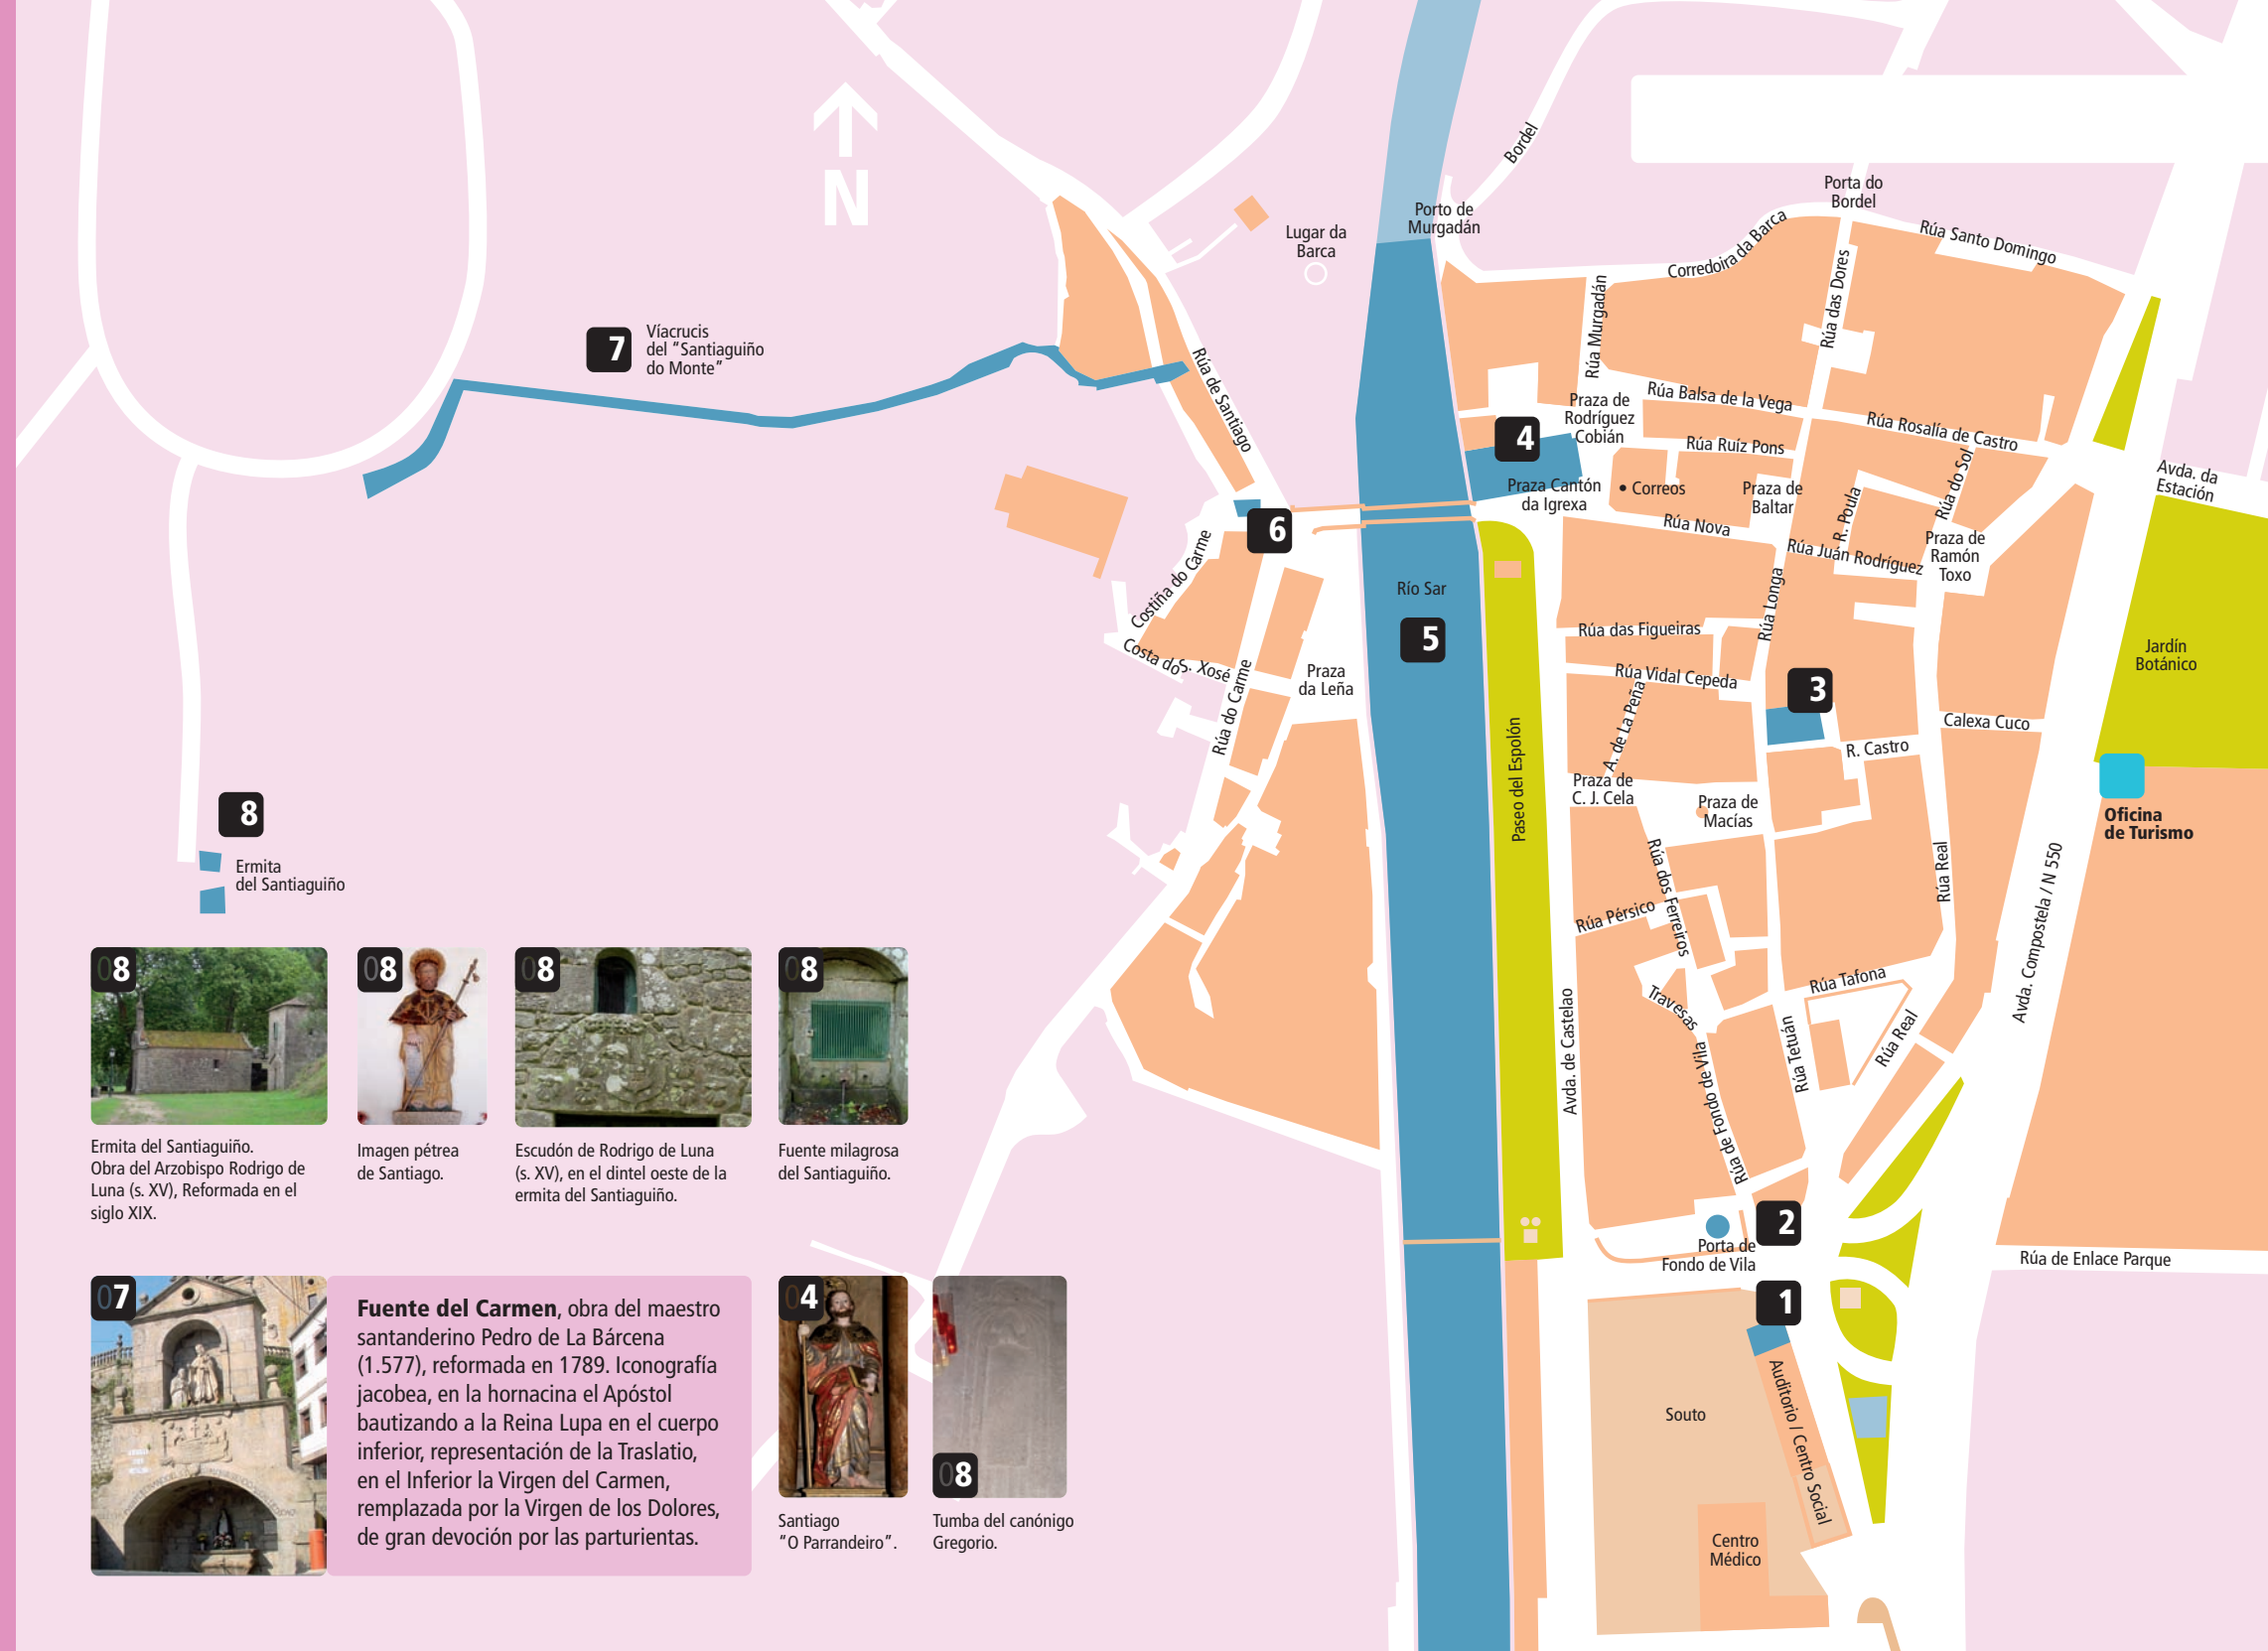 N
Bordel
Porta do
Bordel
Porto de
Murgadán
Lugar da
Barca
Corredoira da Barca
Rúa Santo Domingo
Rúa das Dores
Rúa Murgadán
7
Víacrucis
del “Santiaguiño
do Monte”
Rúa de Santiago
Rúa Balsa de la Vega
Praza de
Rodríguez
Cobián
Rúa Rosalía de Castro
4
Rúa Ruíz Pons
Rúa do Sol
Avda. da
Estación
Praza Cantón
da Igrexa
• Correos
Praza de
Baltar
R. Poula
Rúa Nova
6
Rúa Juán Rodríguez
Praza de
Ramón
Toxo
Costiña do Carme
Río Sar
5
Rúa Longa
Rúa das Figueiras
Costa do S. Xosé
Rúa Vidal Cepeda
Jardín
Botánico
Praza
da Leña
3
Rúa do Carme
A. de La Peña
Calexa Cuco
R. Castro
Paseo del Espolón
Praza de
C. J. Cela
Praza de
Macías
Oficina
de Turismo
8
Ermita
del Santiaguiño
Rúa dos Ferreiros
Rúa Real
Avda. Compostela / N 550
Rúa Pérsico
Rúa Tafona
Travesas
Avda. de Castelao
Rúa Tetuán
Rúa Real
Rúa de Fondo de Vila
2
Porta de
Fondo de Vila
Rúa de Enlace Parque
1
Souto
Auditorio / Centro Social
Centro
Médico
08
Ermita del Santiaguiño.
Obra del Arzobispo Rodrigo de
Luna (s. XV), Reformada en el
siglo XIX.
08
Imagen pétrea
de Santiago.
08
Escudón de Rodrigo de Luna
(s. XV), en el dintel oeste de la
ermita del Santiaguiño.
08
Fuente milagrosa
del Santiaguiño.
07
Fuente del Carmen, obra del maestro
santanderino Pedro de La Bárcena
(1.577), reformada en 1789. Iconografía
jacobea, en la hornacina el Apóstol
bautizando a la Reina Lupa en el cuerpo
inferior, representación de la Traslatio,
en el Inferior la Virgen del Carmen,
remplazada por la Virgen de los Dolores,
de gran devoción por las parturientas.
04
Santiago
“O Parrandeiro”.
08
Tumba del canónigo
Gregorio.